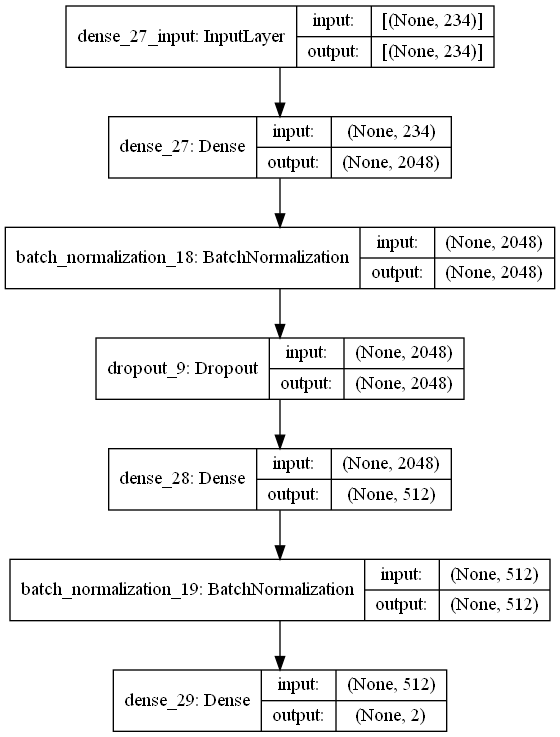 dense_27_input: InputLayer
input: [(None, 234)]
output: [(None, 234)]
dense_27: Dense
input: (None, 234)
output: (None, 2048)
batch_normalization_18: BatchNormalization
input: (None, 2048)
output: (None, 2048)
dropout_9: Dropout
input: (None, 2048)
output: (None, 2048)
dense_28: Dense
input: (None, 2048)
output: (None, 512)
batch_normalization_19: BatchNormalization
input: (None, 512)
output: (None, 512)
dense_29: Dense
input: (None, 512)
output: (None, 2)